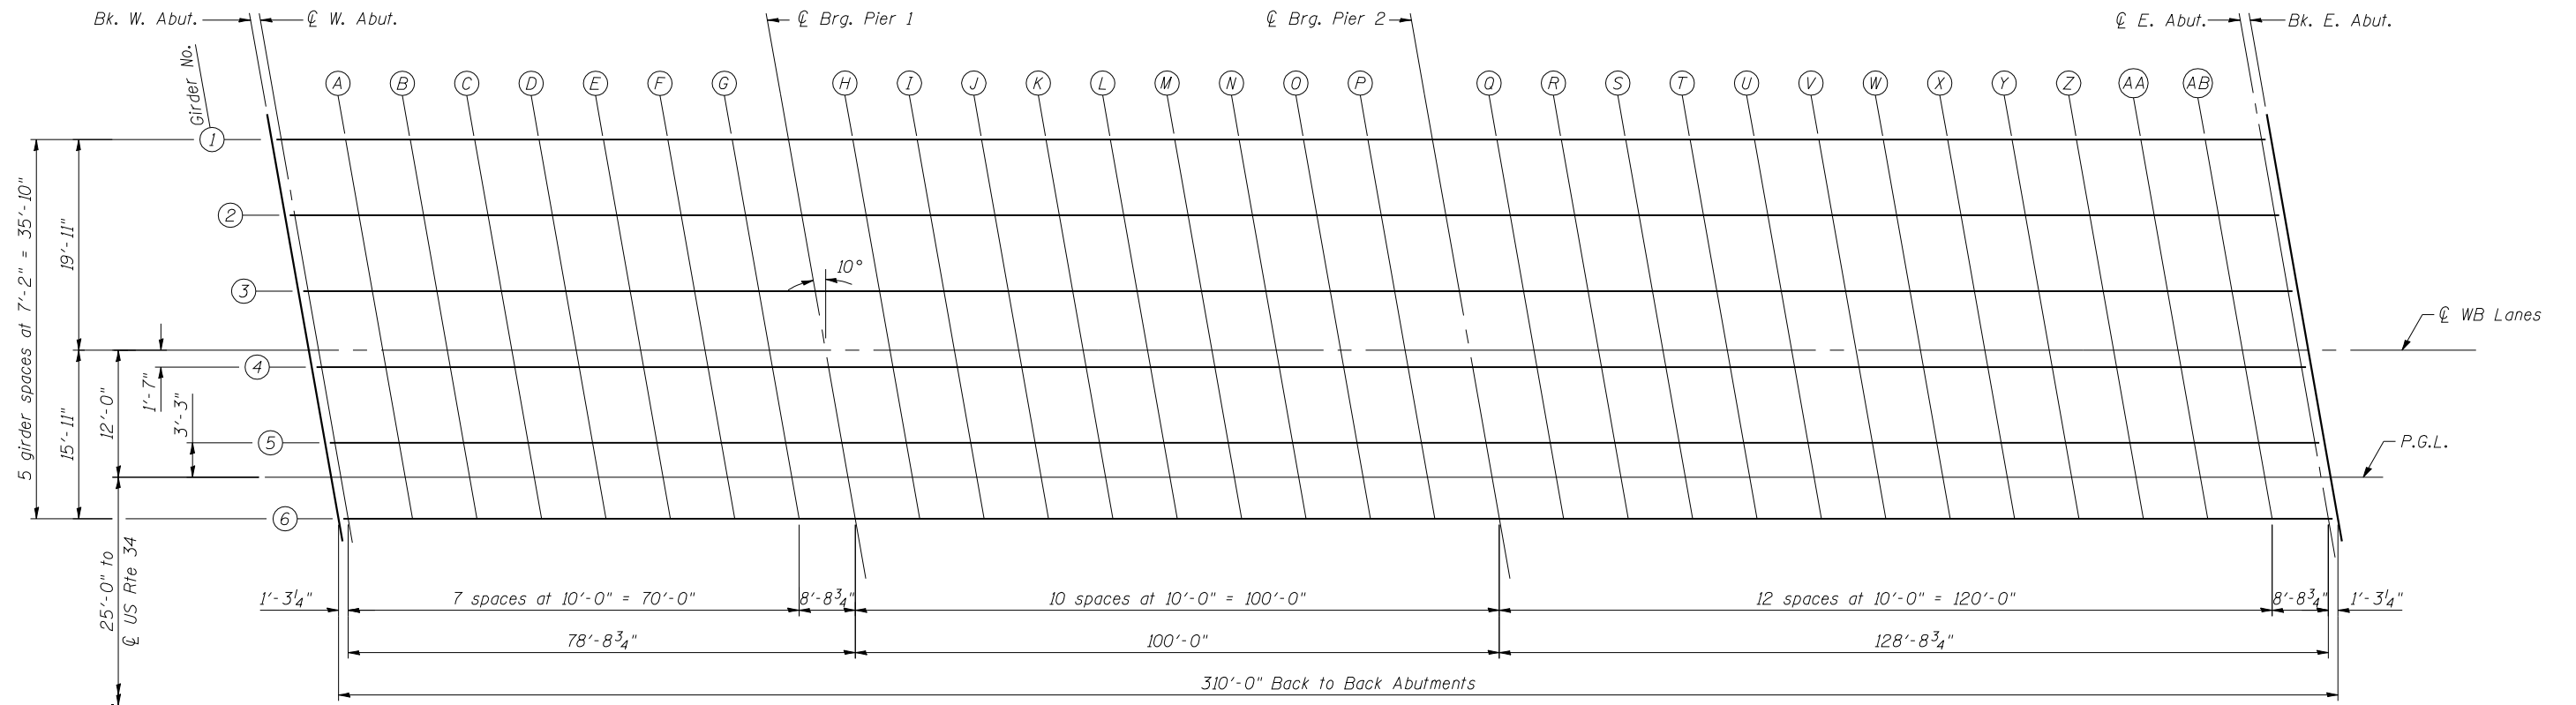 Bk. W. Abut.
℄ W. Abut.
℄ Brg. Pier 1
℄ Brg. Pier 2
℄ E. Abut.
Bk. E. Abut.
Girder No.
A B C D E F G H I J K L M N O P Q R S T U V W X Y Z AA AB
1
2
3
4
5
6
10°
℄ WB Lanes
P.G.L.
5 girder spaces at 7'-2" = 35'-10"
19'-11"
15'-11"
12'-0"
1'-7"
3'-3"
25'-0" to
℄ US Rte 34
1'-3¼"
7 spaces at 10'-0" = 70'-0"
8'-8¾"
10 spaces at 10'-0" = 100'-0"
12 spaces at 10'-0" = 120'-0"
8'-8¾"
1'-3¼"
78'-8¾"
100'-0"
128'-8¾"
310'-0" Back to Back Abutments